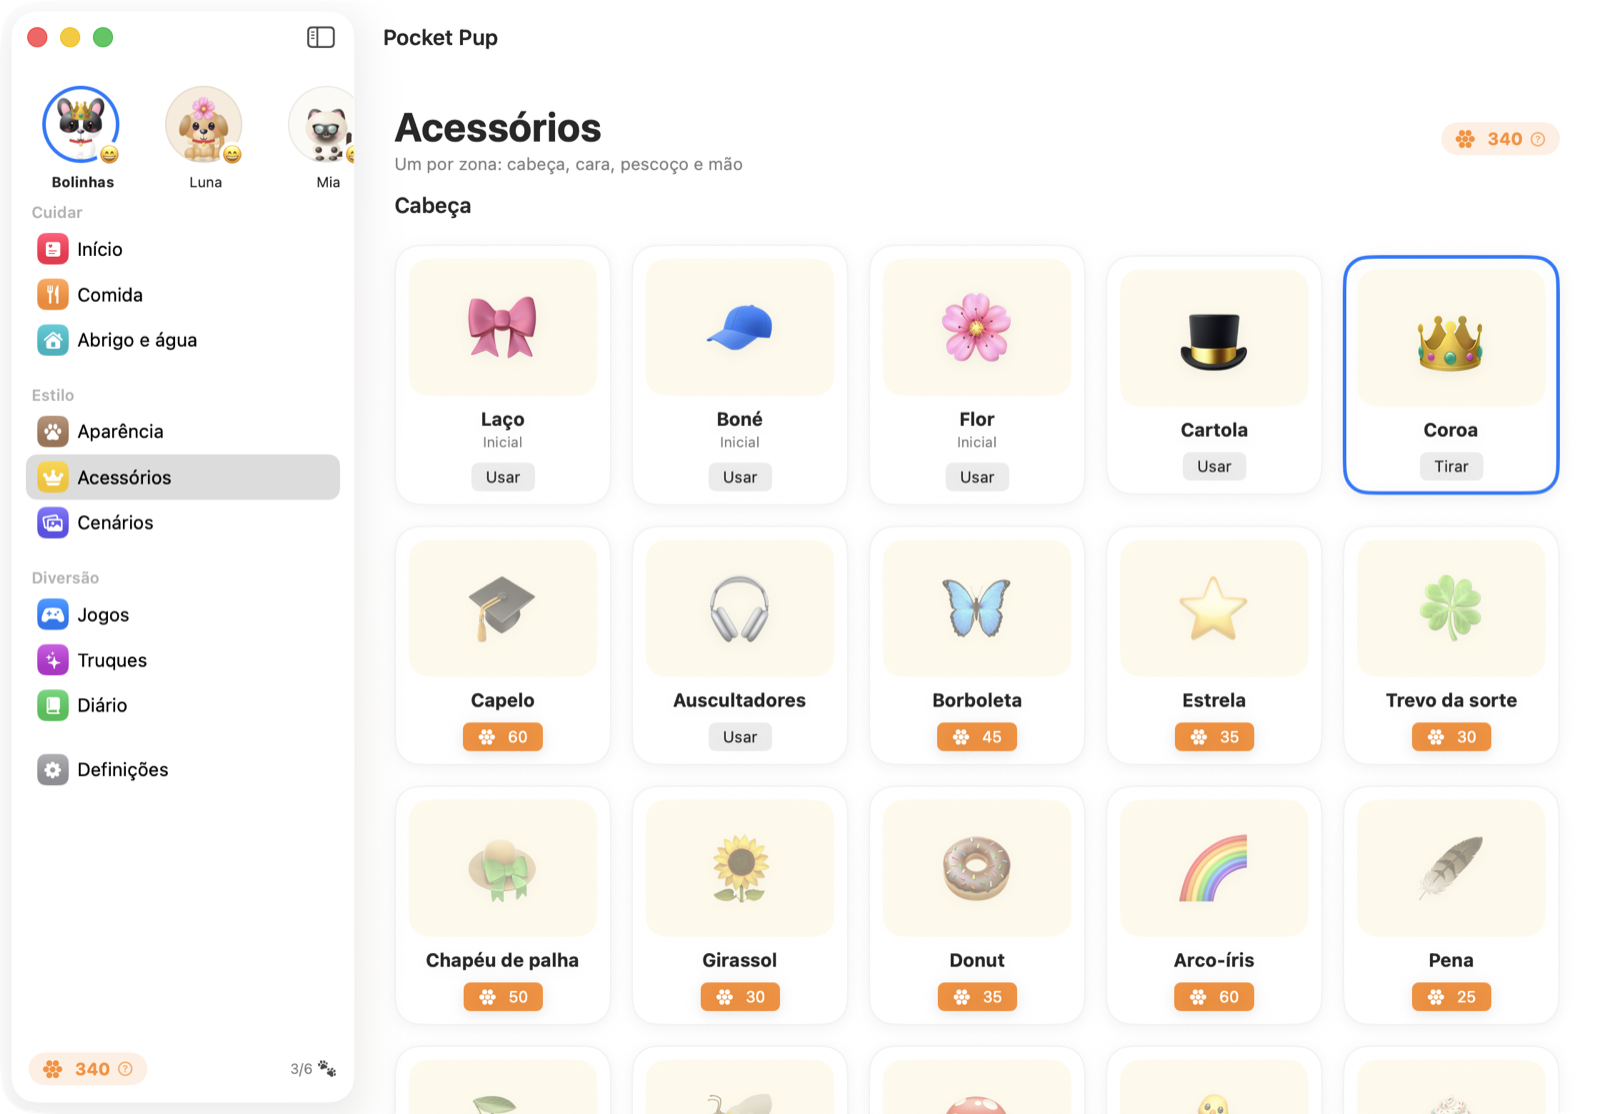 Pocket Pup
Bolinhas
Luna
Mia
Cuidar
Início
Comida
Abrigo e água
Estilo
Aparência
Acessórios
Cenários
Diversão
Jogos
Truques
Diário
Definições
340
3/6
Acessórios
340
Um por zona: cabeça, cara, pescoço e mão
Cabeça
Laço
Inicial
Usar
Boné
Inicial
Usar
Flor
Inicial
Usar
Cartola
Usar
Coroa
Tirar
Capelo
60
Auscultadores
Usar
Borboleta
45
Estrela
35
Trevo da sorte
30
Chapéu de palha
50
Girassol
30
Donut
35
Arco-íris
60
Pena
25